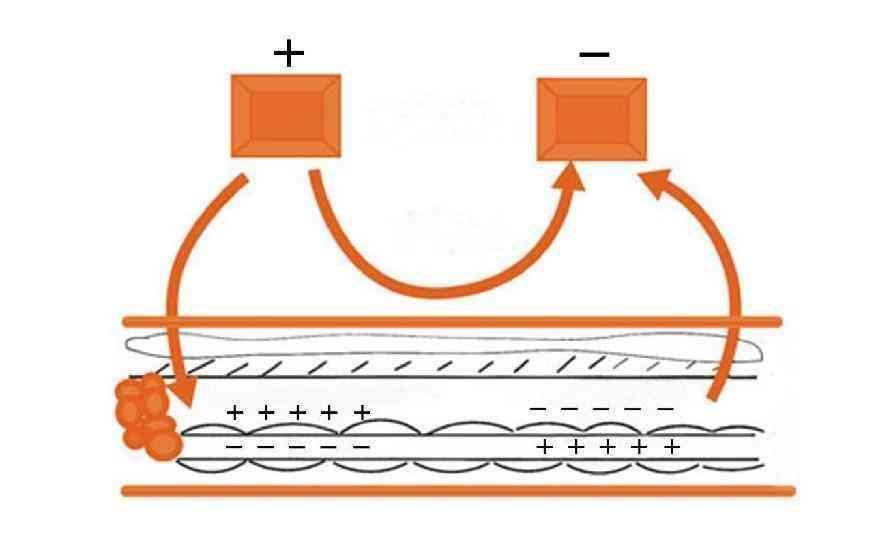 + −
+ + + + + − − − − −
− − − − − + + + + +